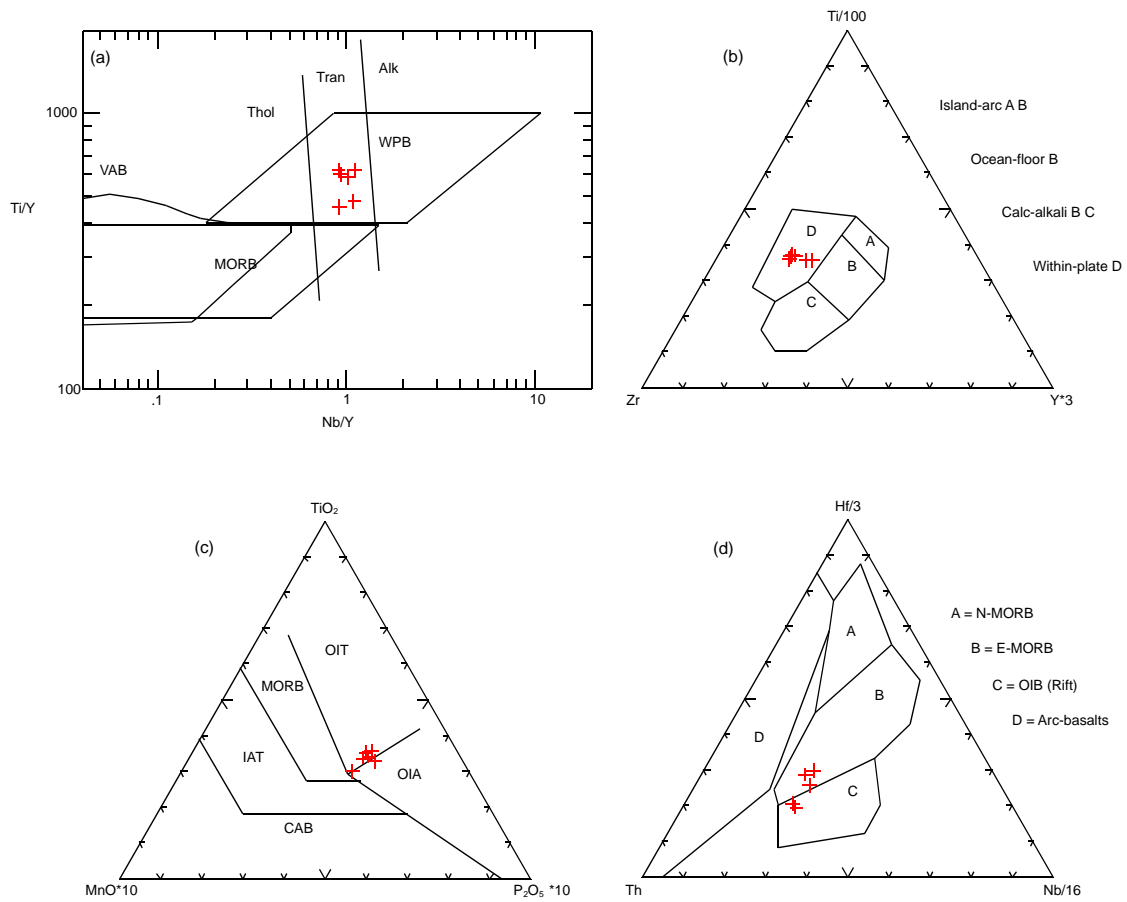 (a)
Tran
Alk
Thol
1000
WPB
VAB
Ti/Y
MORB
100
.1
1
10
Nb/Y
Ti/100
(b)
Island-arc A B
Ocean-floor B
Calc-alkali B C
Within-plate D
D
A
B
C
Zr
Y*3
TiO₂
(c)
OIT
MORB
IAT
OIA
CAB
MnO*10
P₂O₅ *10
Hf/3
(d)
A = N-MORB
B = E-MORB
C = OIB (Rift)
D = Arc-basalts
A
B
D
C
Th
Nb/16